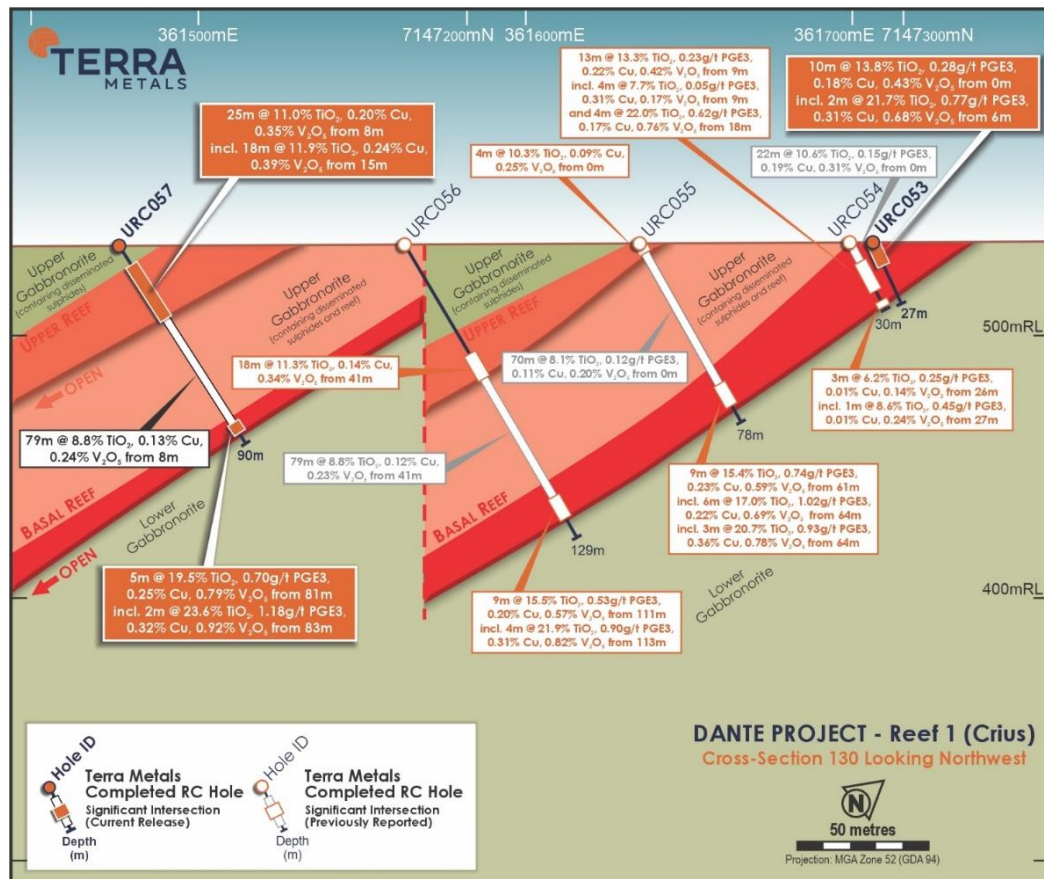 TERRA
METALS
361500mE
7147200mN
361600mE
361700mE
7147300mN
25m @ 11.0% TiO₂, 0.20% Cu,
0.35% V₂O₅ from 8m
incl. 18m @ 11.9% TiO₂, 0.24% Cu,
0.39% V₂O₅ from 15m
13m @ 13.3% TiO₂, 0.23g/t PGE3,
0.22% Cu, 0.42% V₂O₅ from 9m
incl. 4m @ 7.7% TiO₂, 0.05g/t PGE3,
0.31% Cu, 0.17% V₂O₅ from 9m
and 4m @ 22.0% TiO₂, 0.62g/t PGE3,
0.17% Cu, 0.76% V₂O₅ from 18m
10m @ 13.8% TiO₂, 0.28g/t PGE3,
0.18% Cu, 0.43% V₂O₅ from 0m
incl. 2m @ 21.7% TiO₂, 0.77g/t PGE3,
0.31% Cu, 0.68% V₂O₅ from 6m
4m @ 10.3% TiO₂, 0.09% Cu,
0.25% V₂O₅ from 0m
22m @ 10.6% TiO₂, 0.15g/t PGE3,
0.19% Cu, 0.31% V₂O₅ from 0m
URC057
URC056
URC055
URC054
URC053
Upper
Gabbronorite
(containing disseminated
sulphides)
Upper
Gabbronorite
(containing disseminated
sulphides and reef)
Upper
Gabbronorite
(containing disseminated
sulphides)
Upper
Gabbronorite
(containing disseminated
sulphides and reef)
UPPER REEF
UPPER REEF
27m
30m
500mRL
OPEN
18m @ 11.3% TiO₂, 0.14% Cu,
0.34% V₂O₅ from 41m
70m @ 8.1% TiO₂, 0.12g/t PGE3,
0.11% Cu, 0.20% V₂O₅ from 0m
3m @ 6.2% TiO₂, 0.25g/t PGE3,
0.01% Cu, 0.14% V₂O₅ from 26m
incl. 1m @ 8.6% TiO₂, 0.45g/t PGE3,
0.01% Cu, 0.24% V₂O₅ from 27m
79m @ 8.8% TiO₂, 0.13% Cu,
0.24% V₂O₅ from 8m
90m
79m @ 8.8% TiO₂, 0.12% Cu,
0.23% V₂O₅ from 41m
78m
BASAL REEF
Lower
Gabbronorite
BASAL REEF
9m @ 15.4% TiO₂, 0.74g/t PGE3,
0.23% Cu, 0.59% V₂O₅ from 61m
incl. 6m @ 17.0% TiO₂, 1.02g/t PGE3,
0.22% Cu, 0.69% V₂O₅ from 64m
incl. 3m @ 20.7% TiO₂, 0.93g/t PGE3,
0.36% Cu, 0.78% V₂O₅ from 64m
129m
OPEN
5m @ 19.5% TiO₂, 0.70g/t PGE3,
0.25% Cu, 0.79% V₂O₅ from 81m
incl. 2m @ 23.6% TiO₂, 1.18g/t PGE3,
0.32% Cu, 0.92% V₂O₅ from 83m
9m @ 15.5% TiO₂, 0.53g/t PGE3,
0.20% Cu, 0.57% V₂O₅ from 111m
incl. 4m @ 21.9% TiO₂, 0.90g/t PGE3,
0.31% Cu, 0.82% V₂O₅ from 113m
Lower
Gabbronorite
400mRL
Hole ID
Terra Metals
Completed RC Hole
Significant Intersection
(Current Release)
Depth
(m)
Hole ID
Terra Metals
Completed RC Hole
Significant Intersection
(Previously Reported)
Depth
(m)
DANTE PROJECT - Reef 1 (Crius)
Cross-Section 130 Looking Northwest
N
50 metres
Projection: MGA Zone 52 (GDA 94)